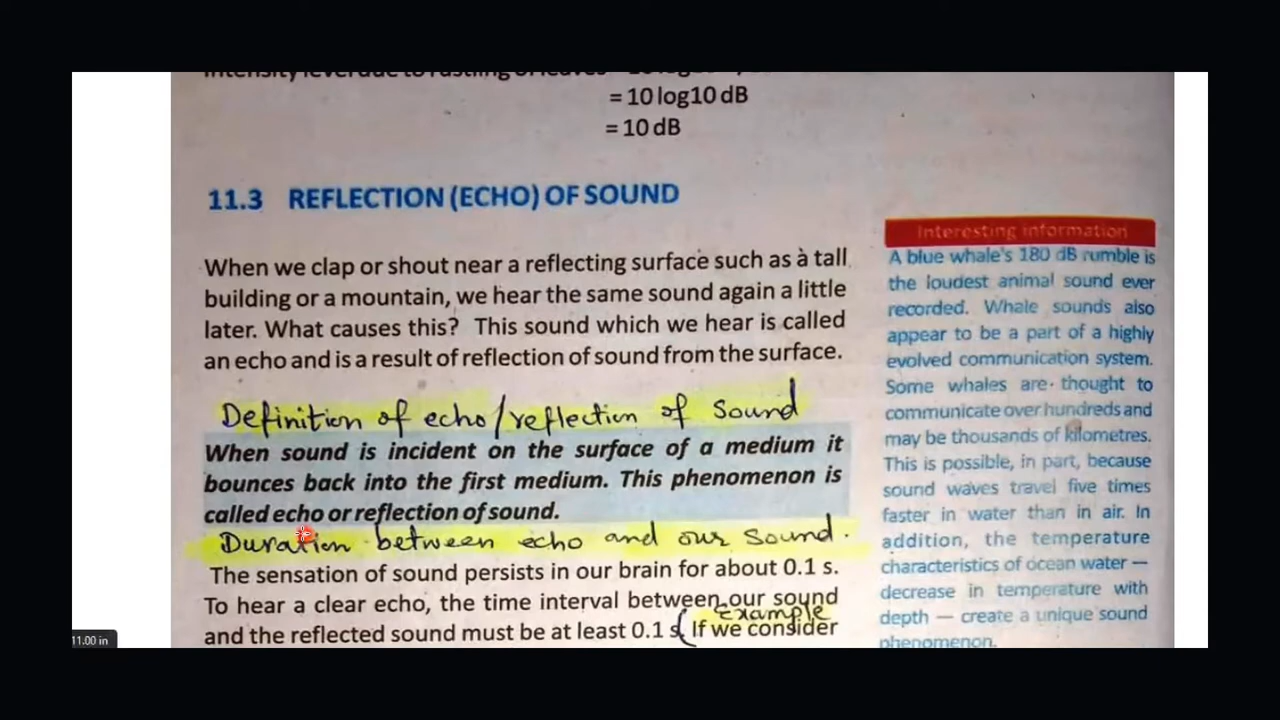 = 10 log10 dB
= 10 dB
11.3 REFLECTION (ECHO) OF SOUND
When we clap or shout near a reflecting surface such as a tall
building or a mountain, we hear the same sound again a little
later. What causes this? This sound which we hear is called
an echo and is a result of reflection of sound from the surface.
Definition of echo/reflection of sound
When sound is incident on the surface of a medium it
bounces back into the first medium. This phenomenon is
called echo or reflection of sound.
Duration between echo and our sound.
The sensation of sound persists in our brain for about 0.1 s.
To hear a clear echo, the time interval between our sound
example
and the reflected sound must be at least 0.1 s. (If we consider
Interesting information
A blue whale's 180 dB rumble is
the loudest animal sound ever
recorded. Whale sounds also
appear to be a part of a highly
evolved communication system.
Some whales are thought to
communicate over hundreds and
may be thousands of kilometres.
This is possible, in part, because
sound waves travel five times
faster in water than in air. In
addition, the temperature
characteristics of ocean water —
decrease in temperature with
depth — create a unique sound
phenomenon.
11.00 in